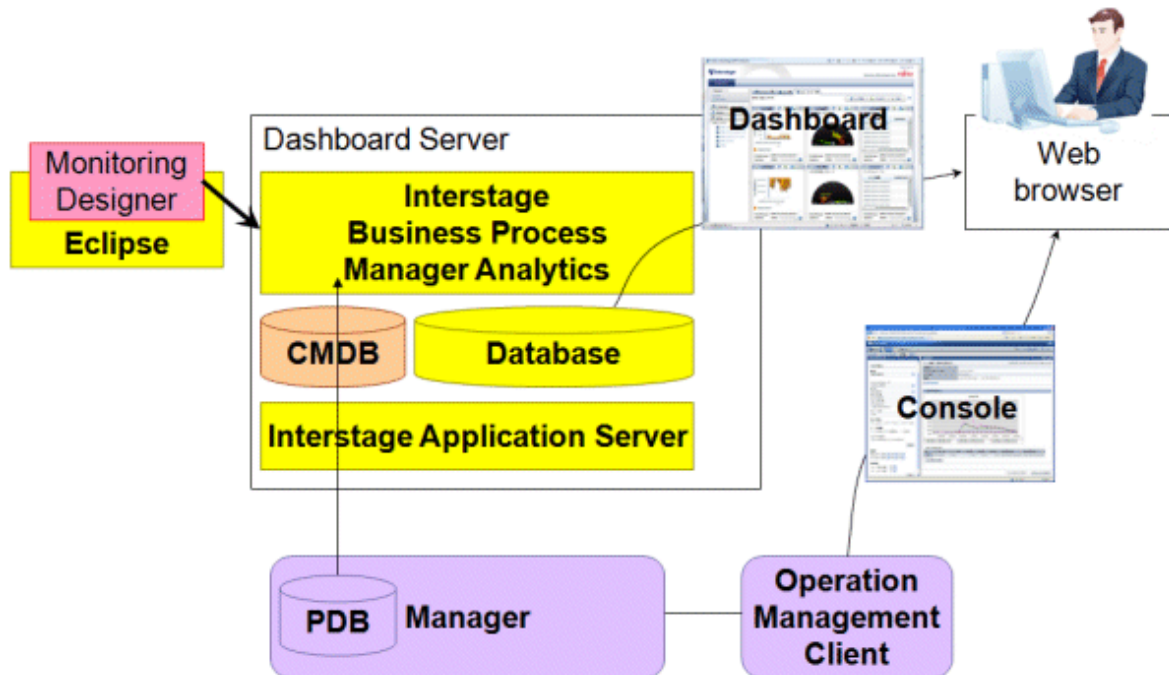 Dashboard Server
Monitoring
Designer
Eclipse
Interstage
Business Process
Manager Analytics
CMDB
Database
Interstage Application Server
Dashboard
Web
browser
Console
PDB
Manager
Operation
Management
Client